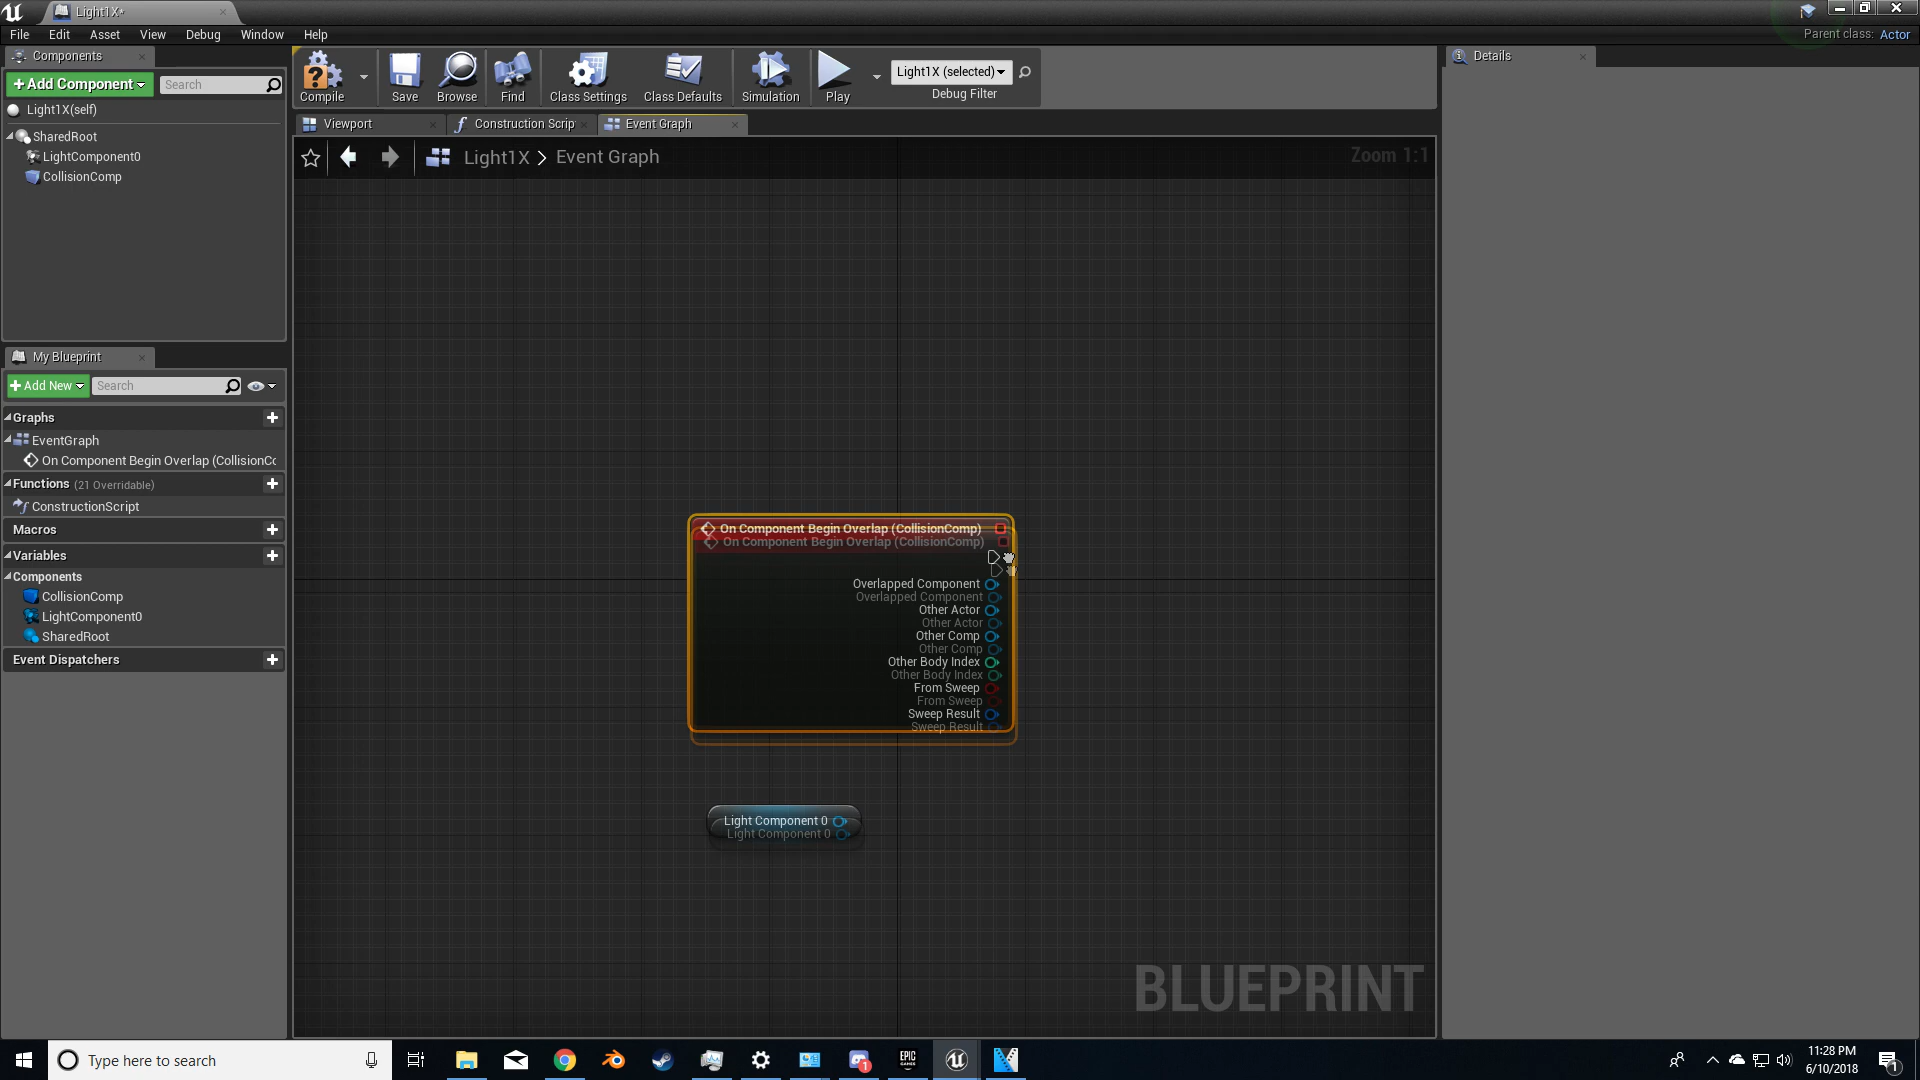 Light1X*
File Edit Asset View Debug Window Help
Parent class: Actor
Components
Add Component
Search
Light1X(self)
SharedRoot
LightComponent0
CollisionComp
My Blueprint
Add New
Search
Graphs
EventGraph
On Component Begin Overlap (CollisionCo
Functions (21 Overridable)
ConstructionScript
Macros
Variables
Components
CollisionComp
LightComponent0
SharedRoot
Event Dispatchers
Compile Save Browse Find Class Settings Class Defaults Simulation Play
Light1X (selected)
Debug Filter
Viewport Construction Scrip Event Graph
Light1X > Event Graph
Zoom 1:1
On Component Begin Overlap (CollisionComp)
On Component Begin Overlap (CollisionComp)
Overlapped Component
Overlapped Component
Other Actor
Other Actor
Other Comp
Other Comp
Other Body Index
Other Body Index
From Sweep
From Sweep
Sweep Result
Sweep Result
Light Component 0
Light Component 0
BLUEPRINT
Details
Type here to search
EPIC
GAMES
1
11:28 PM
6/10/2018
1